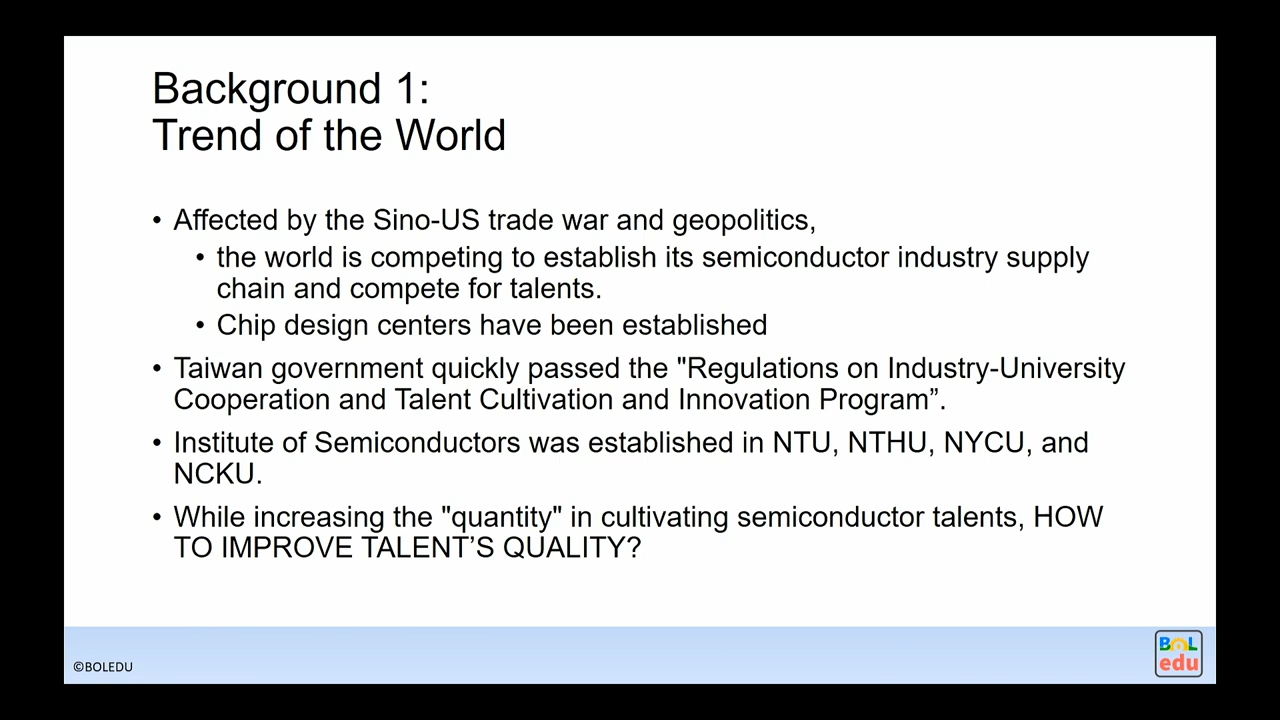 Background 1:
Trend of the World
• Affected by the Sino-US trade war and geopolitics,
• the world is competing to establish its semiconductor industry supply
chain and compete for talents.
• Chip design centers have been established
• Taiwan government quickly passed the "Regulations on Industry-University
Cooperation and Talent Cultivation and Innovation Program”.
• Institute of Semiconductors was established in NTU, NTHU, NYCU, and
NCKU.
• While increasing the "quantity" in cultivating semiconductor talents, HOW
TO IMPROVE TALENT’S QUALITY?
©BOLEDU
BOL
edu